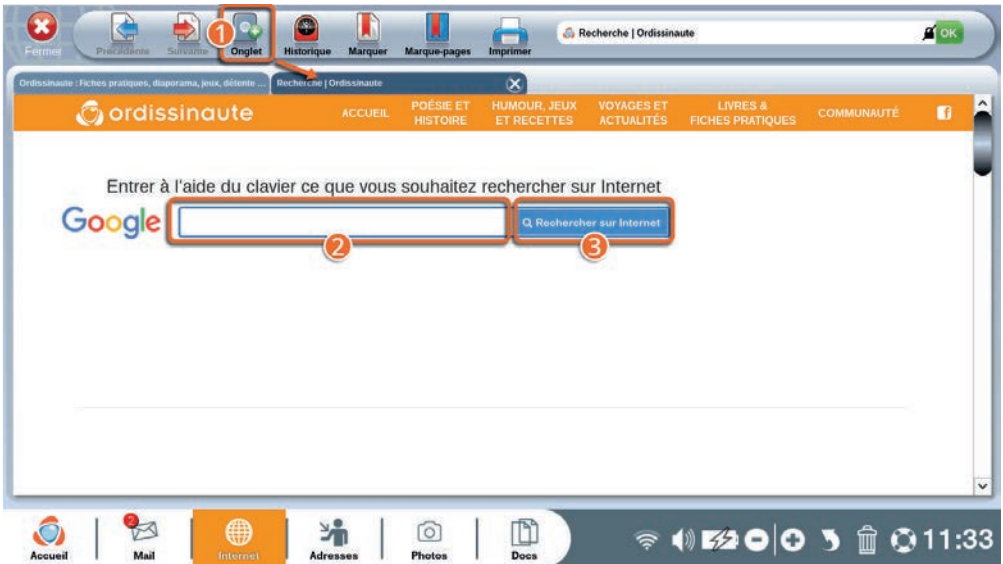 Fermer
Précédente
Suivante
1
Onglet
Historique
Marquer
Marque-pages
Imprimer
Recherche | Ordissinaute
OK
Ordissinaute : Fiches pratiques, diaporama, jeux, détente ...
Recherche | Ordissinaute
ordissinaute
ACCUEIL
POÉSIE ET
HISTOIRE
HUMOUR, JEUX
ET RECETTES
VOYAGES ET
ACTUALITÉS
LIVRES &
FICHES PRATIQUES
COMMUNAUTÉ
f
Entrer à l'aide du clavier ce que vous souhaitez rechercher sur Internet
Google
Rechercher sur Internet
2
3
2
Accueil
Mail
Internet
Adresses
Photos
Docs
11:33